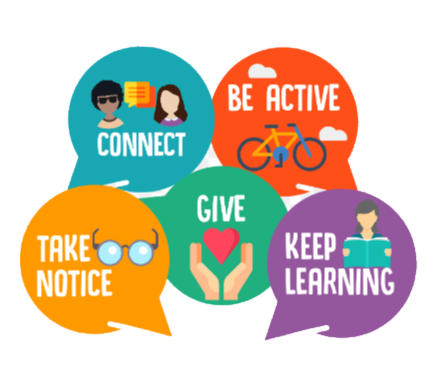 CONNECT
BE ACTIVE
GIVE
TAKE
NOTICE
KEEP
LEARNING